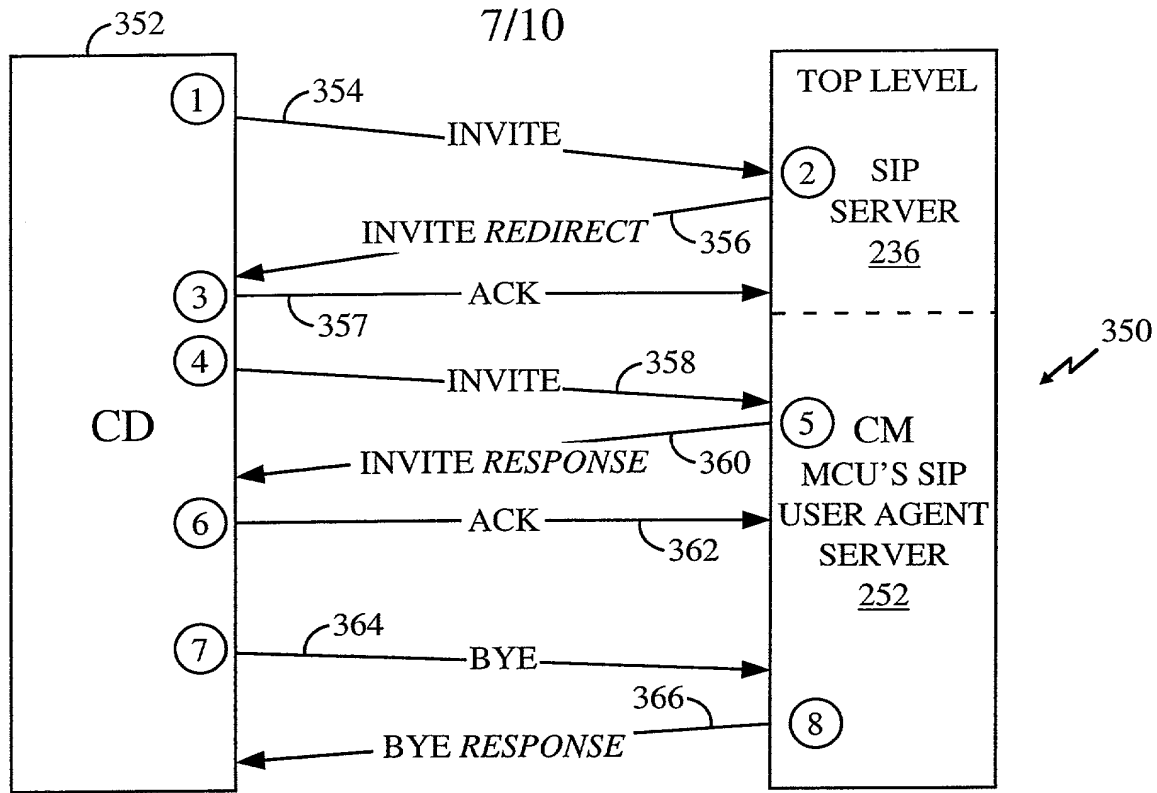 7/10
352
1
354
INVITE
TOP LEVEL
2
SIP
SERVER
236
INVITE REDIRECT
356
3
ACK
357
350
4
INVITE
358
CD
5
CM
MCU'S SIP
USER AGENT
SERVER
252
INVITE RESPONSE
360
6
ACK
362
7
364
BYE
366
8
BYE RESPONSE